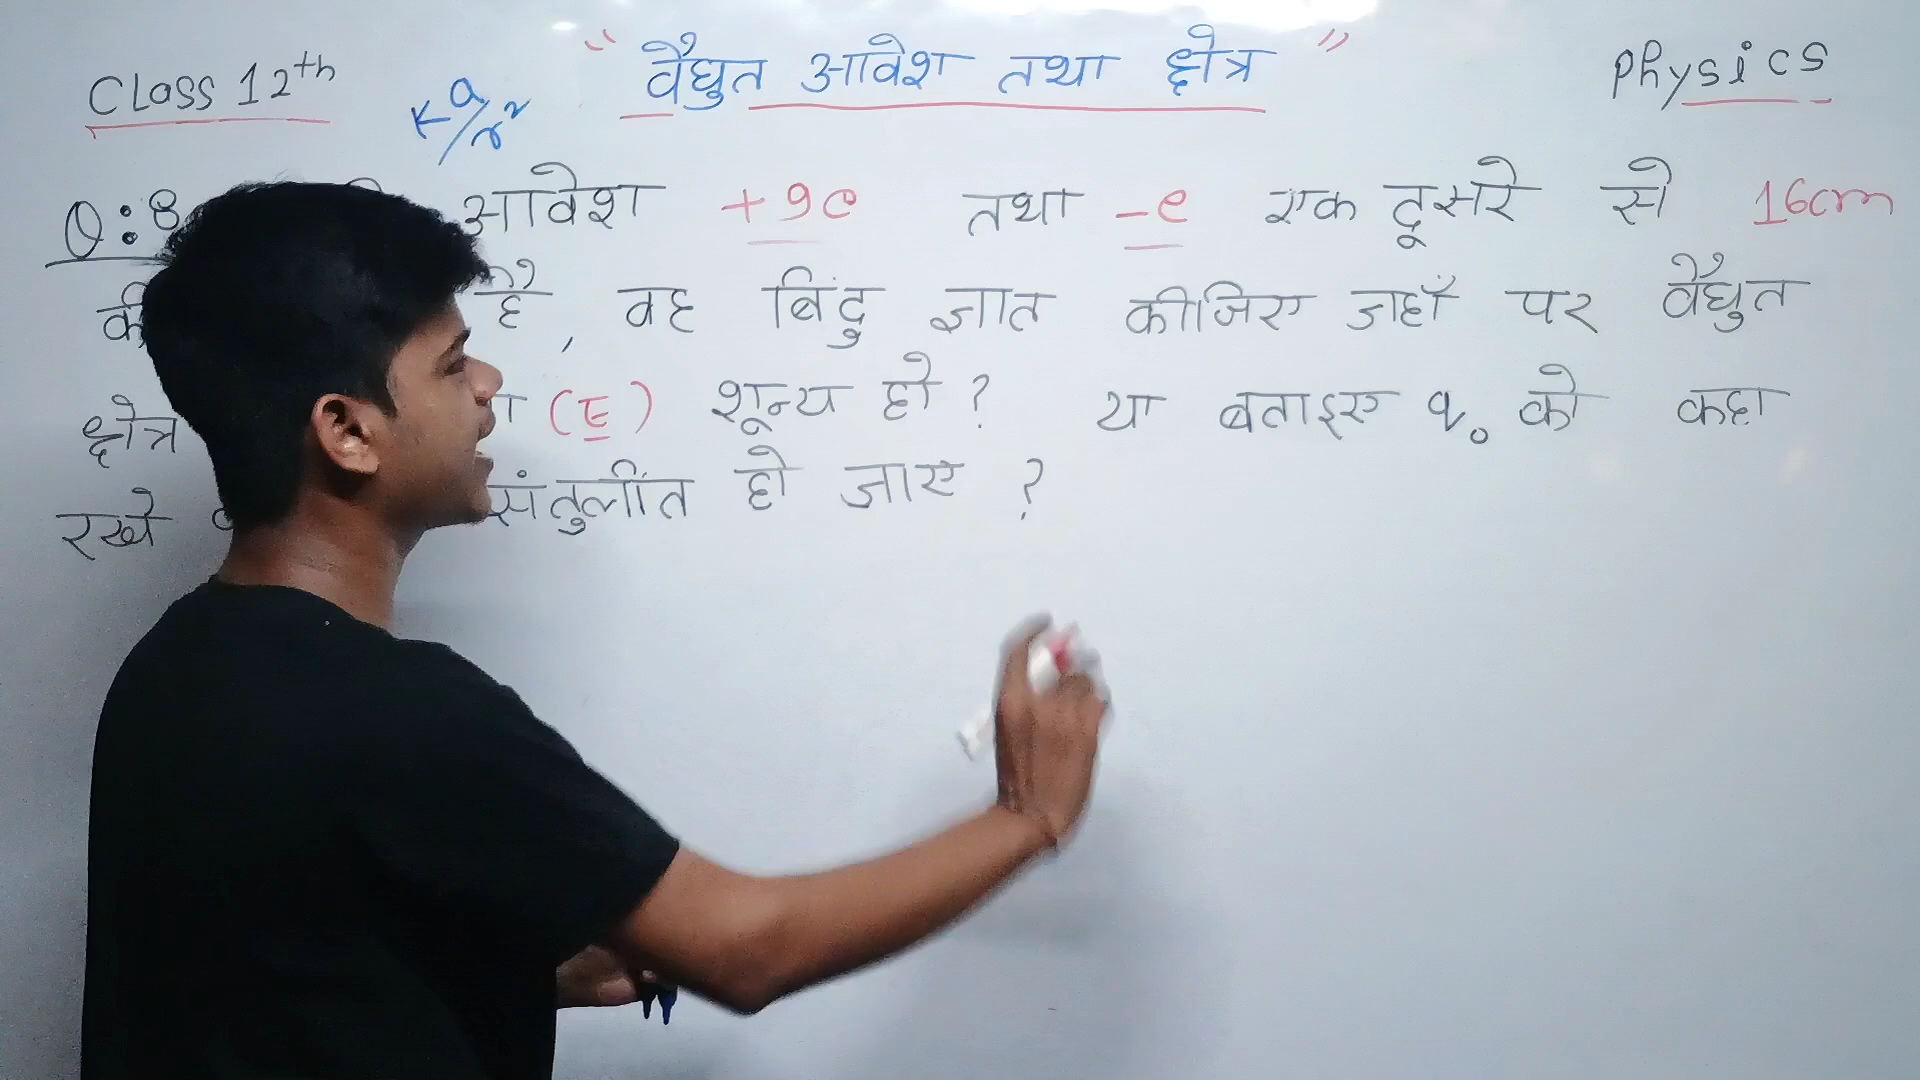 Class 12th
K q/r²
" वैद्युत आवेश तथा क्षेत्र "
Physics
Q:8 आवेश +9e तथा -e एक दूसरे से 16cm
की है , वह बिंदु ज्ञात कीजिए जहाँ पर वैद्युत
क्षेत्र (E) शून्य हो ? या बताइए q₀ को कहा
रखे संतुलींत हो जाए ?